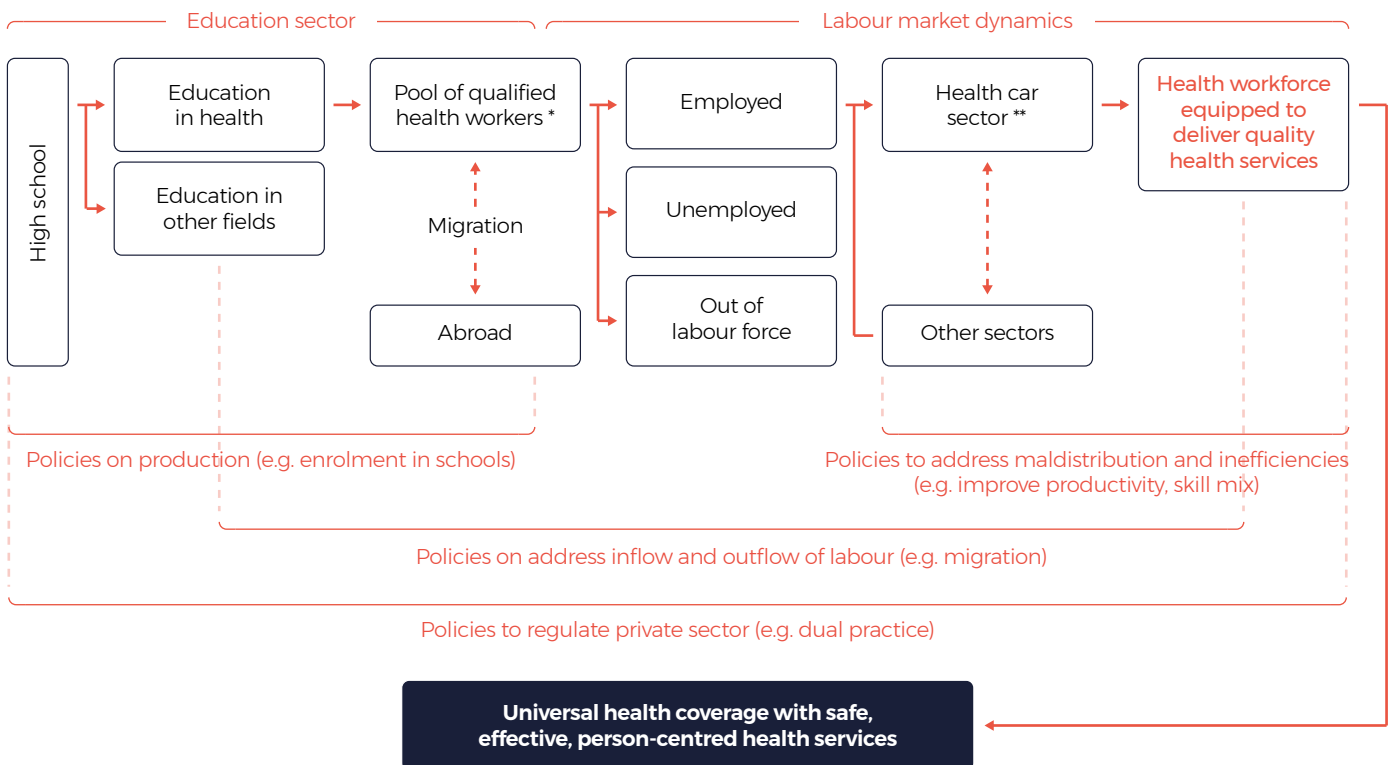 Education sector
Labour market dynamics
High school
Education
in health
Education in
other fields
Pool of qualified
health workers *
Migration
Abroad
Employed
Unemployed
Out of
labour force
Health car
sector **
Other sectors
Health workforce
equipped to
deliver quality
health services
Policies on production (e.g. enrolment in schools)
Policies to address maldistribution and inefficiencies
(e.g. improve productivity, skill mix)
Policies on address inflow and outflow of labour (e.g. migration)
Policies to regulate private sector (e.g. dual practice)
Universal health coverage with safe,
effective, person-centred health services